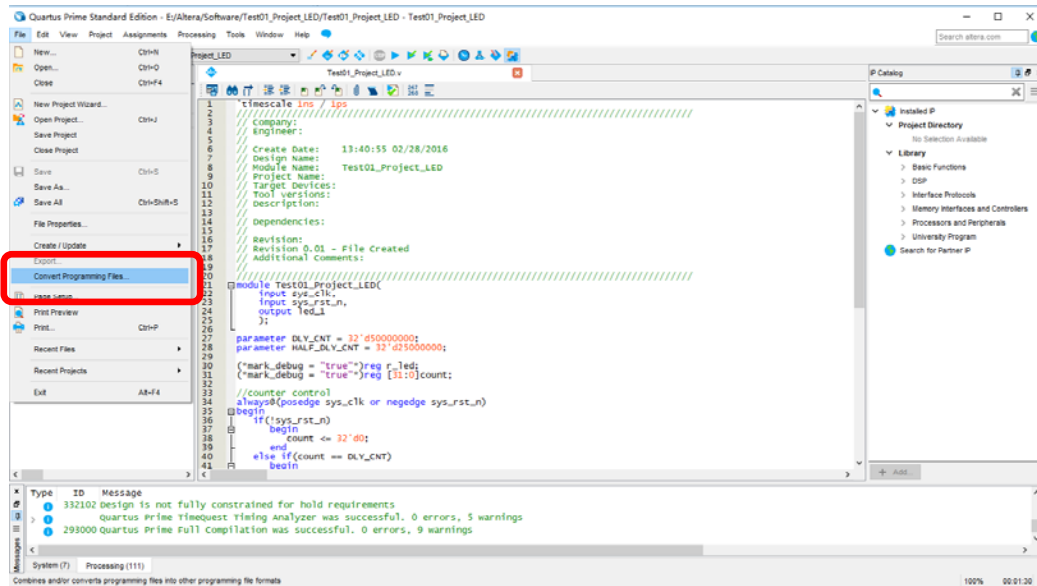 Quartus Prime Standard Edition - E:/Altera/Software/Test01_Project_LED/Test01_Project_LED - Test01_Project_LED
File Edit View Project Assignments Processing Tools Window Help
Search altera.com
New... Ctrl+N
Open... Ctrl+O
Close Ctrl+F4
New Project Wizard...
Open Project... Ctrl+J
Save Project
Close Project
Save Ctrl+S
Save As...
Save All Ctrl+Shift+S
File Properties...
Create / Update
Export...
Convert Programming Files...
Page Setup...
Print Preview
Print... Ctrl+P
Recent Files
Recent Projects
Exit Alt+F4
Project_LED
Test01_Project_LED.v
1 `timescale 1ns / 1ps
2 //////////////////////////////////////////////////////////////////////////////////
3 // Company:
4 // Engineer:
5 //
6 // Create Date: 13:40:55 02/28/2016
7 // Design Name:
8 // Module Name: Test01_Project_LED
9 // Project Name:
10 // Target Devices:
11 // Tool versions:
12 // Description:
13 //
14 // Dependencies:
15 //
16 // Revision:
17 // Revision 0.01 - File Created
18 // Additional Comments:
19 //
20 //////////////////////////////////////////////////////////////////////////////////
21 module Test01_Project_LED(
22 input sys_clk,
23 input sys_rst_n,
24 output led_1
25 );
26
27 parameter DLY_CNT = 32'd50000000;
28 parameter HALF_DLY_CNT = 32'd25000000;
29
30 (*mark_debug = "true"*)reg r_led;
31 (*mark_debug = "true"*)reg [31:0]count;
32
33 //counter control
34 always@(posedge sys_clk or negedge sys_rst_n)
35 begin
36 if(!sys_rst_n)
37 begin
38 count <= 32'd0;
39 end
40 else if(count == DLY_CNT)
41 begin
IP Catalog
Installed IP
Project Directory
No Selection Available
Library
Basic Functions
DSP
Interface Protocols
Memory Interfaces and Controllers
Processors and Peripherals
University Program
Search for Partner IP
+ Add...
Type ID Message
332102 Design is not fully constrained for hold requirements
Quartus Prime TimeQuest Timing Analyzer was successful. 0 errors, 5 warnings
293000 Quartus Prime Full Compilation was successful. 0 errors, 9 warnings
Messages
System (7) Processing (111)
Combines and/or converts programming files into other programming file formats
100% 00:01:30